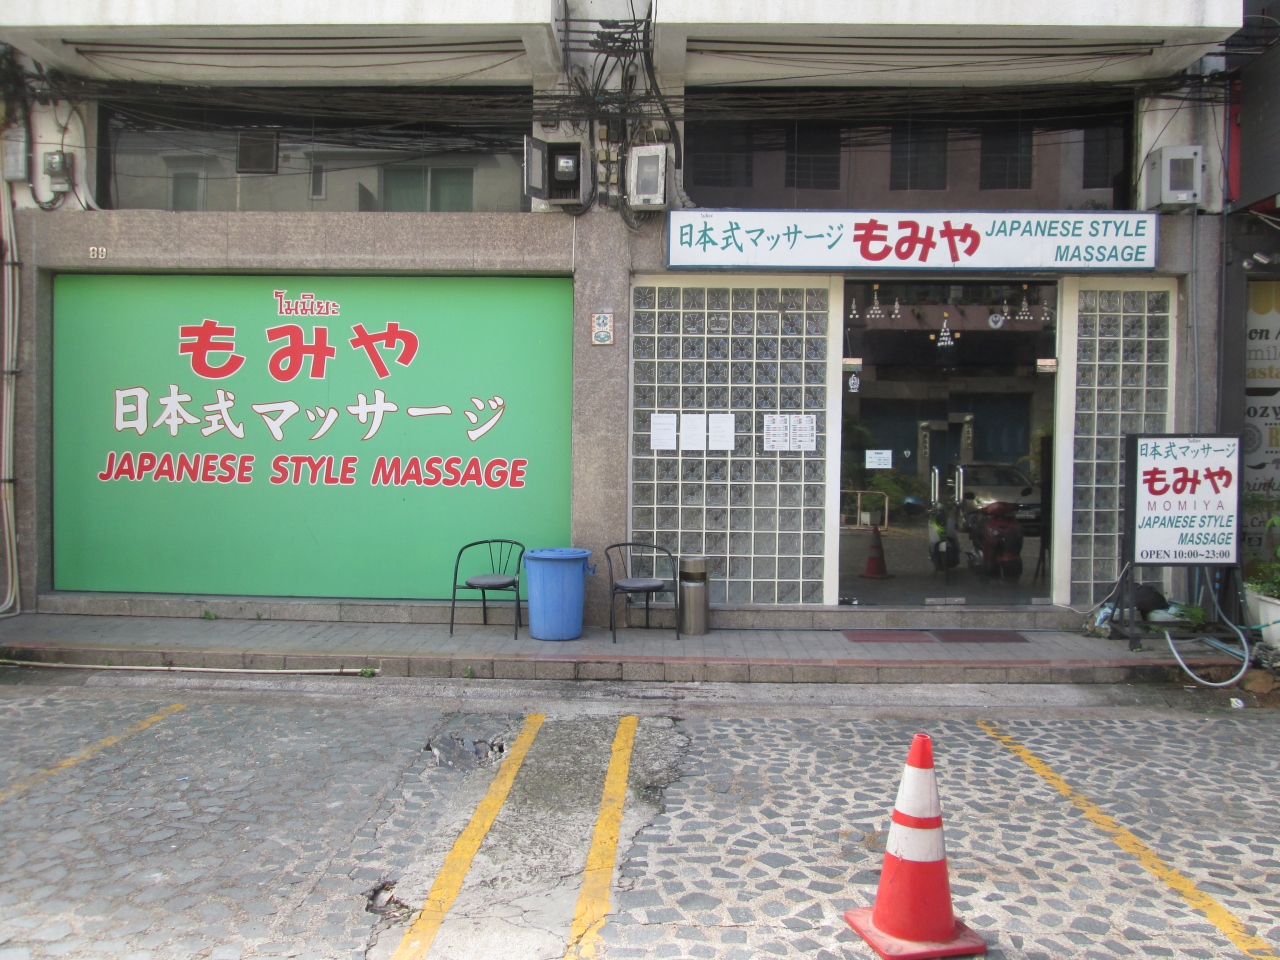 89
โมมิยะ
もみや
日本式マッサージ
JAPANESE STYLE MASSAGE
日本式マッサージ もみや JAPANESE STYLE
MASSAGE
日本式マッサージ
もみや
MOMIYA
JAPANESE STYLE
MASSAGE
OPEN 10:00~23:00